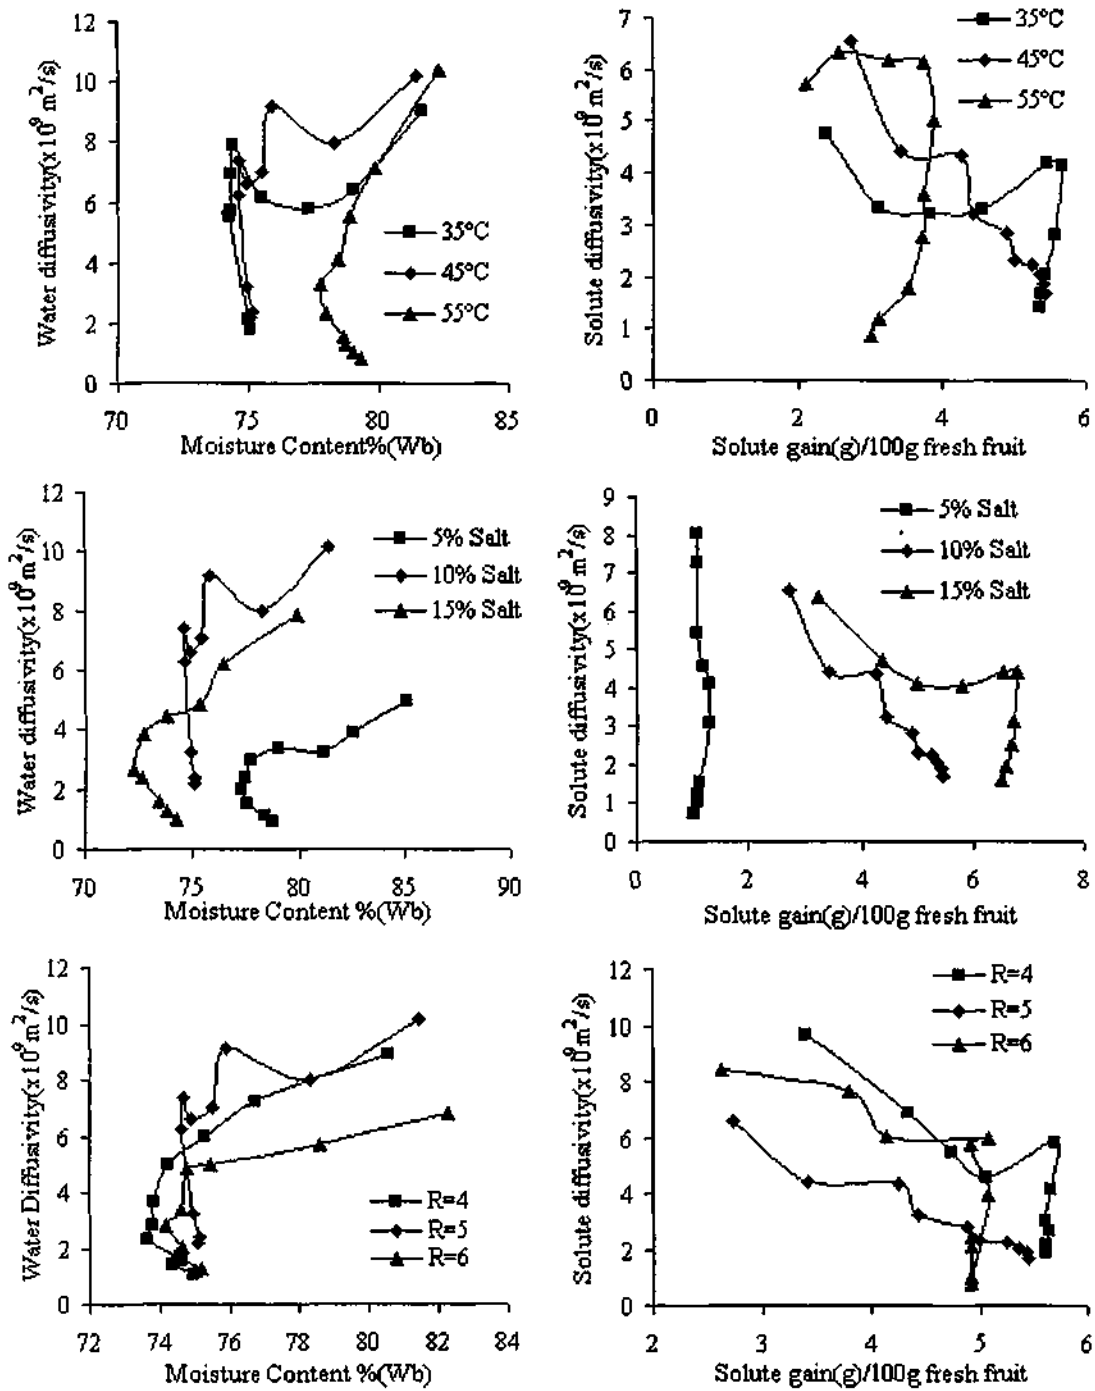 12
10
8
6
4
2
0
Water diffusivity(x10⁹ m²/s)
35°C
45°C
55°C
70 75 80 85
Moisture Content%(Wb)
7
6
5
4
3
2
1
0
Solute diffusivity(x10⁹ m²/s)
35°C
45°C
55°C
0 2 4 6
Solute gain(g)/100g fresh fruit
12
10
8
6
4
2
0
Water diffusivity(x10⁹ m²/s)
5% Salt
10% Salt
15% Salt
70 75 80 85 90
Moisture Content %(Wb)
9
8
7
6
5
4
3
2
1
0
Solute diffusivity(x10⁹ m²/s)
5% Salt
10% Salt
15% Salt
0 2 4 6 8
Solute gain(g)/100g fresh fruit
12
10
8
6
4
2
0
Water Diffusivity(x10⁹ m²/s)
R=4
R=5
R=6
72 74 76 78 80 82 84
Moisture Content %(Wb)
12
10
8
6
4
2
0
Solute diffusivity(x10⁹ m²/s)
R=4
R=5
R=6
2 3 4 5 6
Solute gain(g)/100g fresh fruit